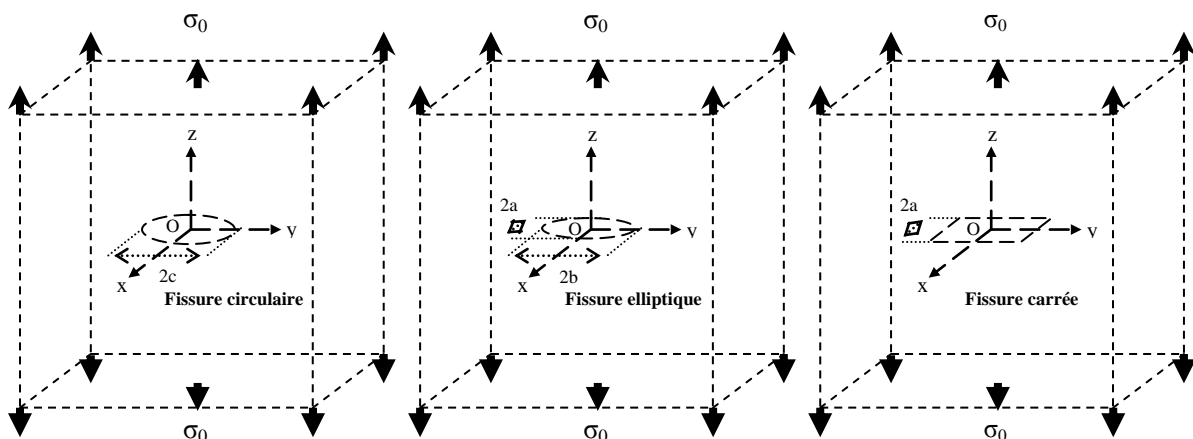 σ₀
z
O
y
x
2c
Fissure circulaire
σ₀
σ₀
z
2a
O
y
x
2b
Fissure elliptique
σ₀
σ₀
z
2a
O
y
x
Fissure carrée
σ₀